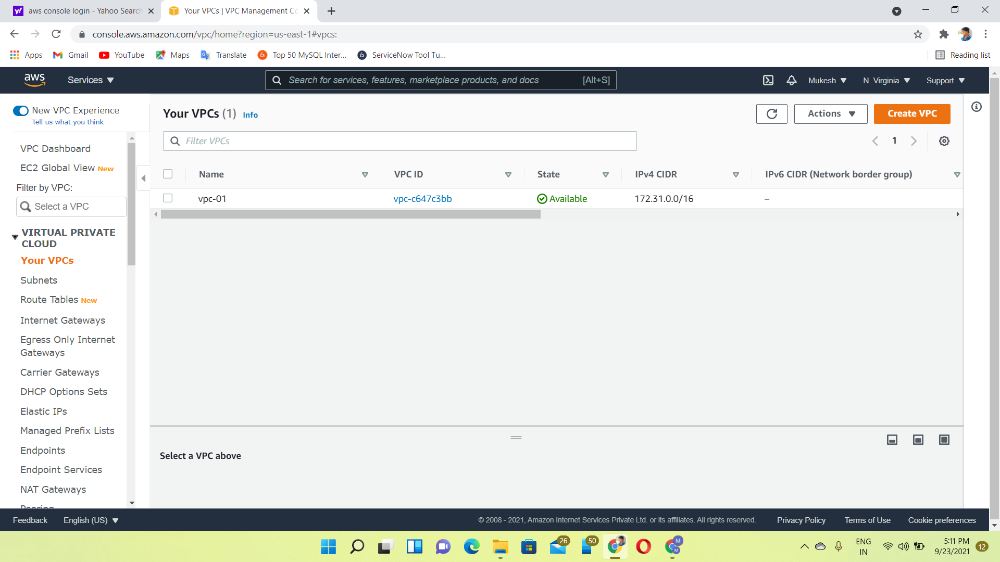 aws console login - Yahoo Search
Your VPCs | VPC Management Co
console.aws.amazon.com/vpc/home?region=us-east-1#vpcs:
Apps
Gmail
YouTube
Maps
Translate
Top 50 MySQL Inter...
ServiceNow Tool Tu...
Reading list
aws
Services
Search for services, features, marketplace products, and docs
[Alt+S]
Mukesh
N. Virginia
Support
New VPC Experience
Tell us what you think
VPC Dashboard
EC2 Global View New
Filter by VPC:
Select a VPC
VIRTUAL PRIVATE
CLOUD
Your VPCs
Subnets
Route Tables New
Internet Gateways
Egress Only Internet
Gateways
Carrier Gateways
DHCP Options Sets
Elastic IPs
Managed Prefix Lists
Endpoints
Endpoint Services
NAT Gateways
Peering
Your VPCs (1) Info
Actions
Create VPC
Filter VPCs
1
Name
VPC ID
State
IPv4 CIDR
IPv6 CIDR (Network border group)
vpc-01
vpc-c647c3bb
Available
172.31.0.0/16
–
Select a VPC above
Feedback
English (US)
© 2008 - 2021, Amazon Internet Services Private Ltd. or its affiliates. All rights reserved.
Privacy Policy
Terms of Use
Cookie preferences
26
50
M
M
ENG
IN
5:11 PM
9/23/2021
12